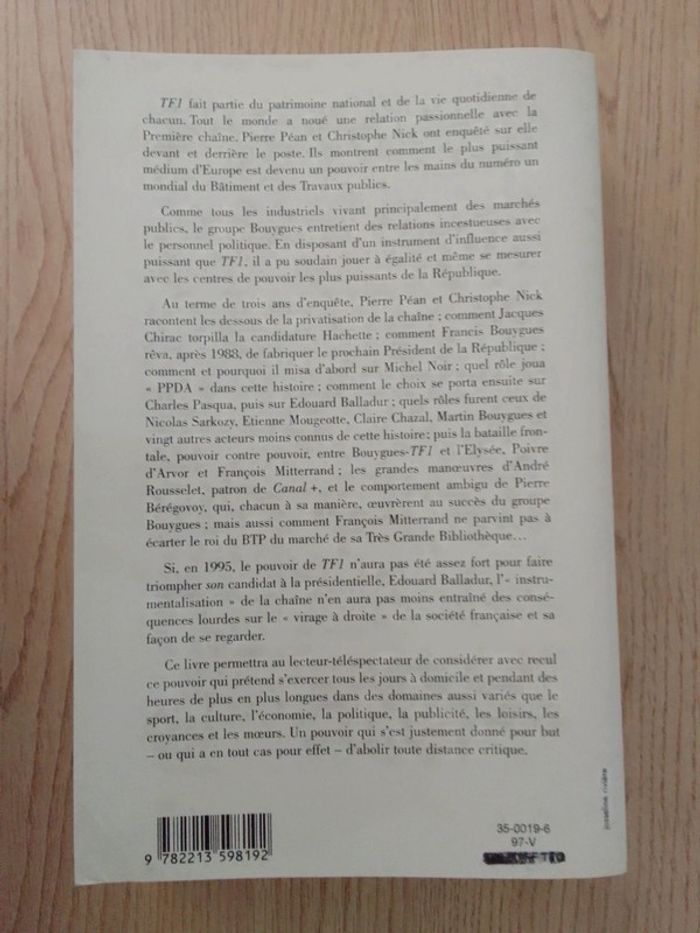 TF1 fait partie du patrimoine national et de la vie quotidienne de
chacun. Tout le monde a noué une relation passionnelle avec la
Première chaîne. Pierre Péan et Christophe Nick ont enquêté sur elle
devant et derrière le poste. Ils montrent comment le plus puissant
médium d'Europe est devenu un pouvoir entre les mains du numéro un
mondial du Bâtiment et des Travaux publics.
Comme tous les industriels vivant principalement des marchés
publics, le groupe Bouygues entretient des relations incestueuses avec
le personnel politique. En disposant d'un instrument d'influence aussi
puissant que TF1, il a pu soudain jouer à égalité et même se mesurer
avec les centres de pouvoir les plus puissants de la République.
Au terme de trois ans d'enquête, Pierre Péan et Christophe Nick
racontent les dessous de la privatisation de la chaîne ; comment Jacques
Chirac torpilla la candidature Hachette ; comment Francis Bouygues
rêva, après 1988, de fabriquer le prochain Président de la République ;
comment et pourquoi il misa d'abord sur Michel Noir ; quel rôle joua
« PPDA » dans cette histoire ; comment le choix se porta ensuite sur
Charles Pasqua, puis sur Edouard Balladur ; quels rôles furent ceux de
Nicolas Sarkozy, Etienne Mougeotte, Claire Chazal, Martin Bouygues et
vingt autres acteurs moins connus de cette histoire ; puis la bataille fron-
tale, pouvoir contre pouvoir, entre Bouygues-TF1 et l'Elysée, Poivre
d'Arvor et François Mitterrand ; les grandes manœuvres d'André
Rousselet, patron de Canal +, et le comportement ambigu de Pierre
Bérégovoy, qui, chacun à sa manière, œuvrèrent au succès du groupe
Bouygues ; mais aussi comment François Mitterrand ne parvint pas à
écarter le roi du BTP du marché de sa Très Grande Bibliothèque...
Si, en 1995, le pouvoir de TF1 n'aura pas été assez fort pour faire
triompher son candidat à la présidentielle, Edouard Balladur, l'« instru-
mentalisation » de la chaîne n'en aura pas moins entraîné des consé-
quences lourdes sur le « virage à droite » de la société française et sa
façon de se regarder.
Ce livre permettra au lecteur-téléspectateur de considérer avec recul
ce pouvoir qui prétend s'exercer tous les jours à domicile et pendant des
heures de plus en plus longues dans des domaines aussi variés que le
sport, la culture, l'économie, la politique, la publicité, les loisirs, les
croyances et les mœurs. Un pouvoir qui s'est justement donné pour but
– ou qui a en tout cas pour effet – d'abolir toute distance critique.
josseline rivière
35-0019-6
97-V
9 782213 598192